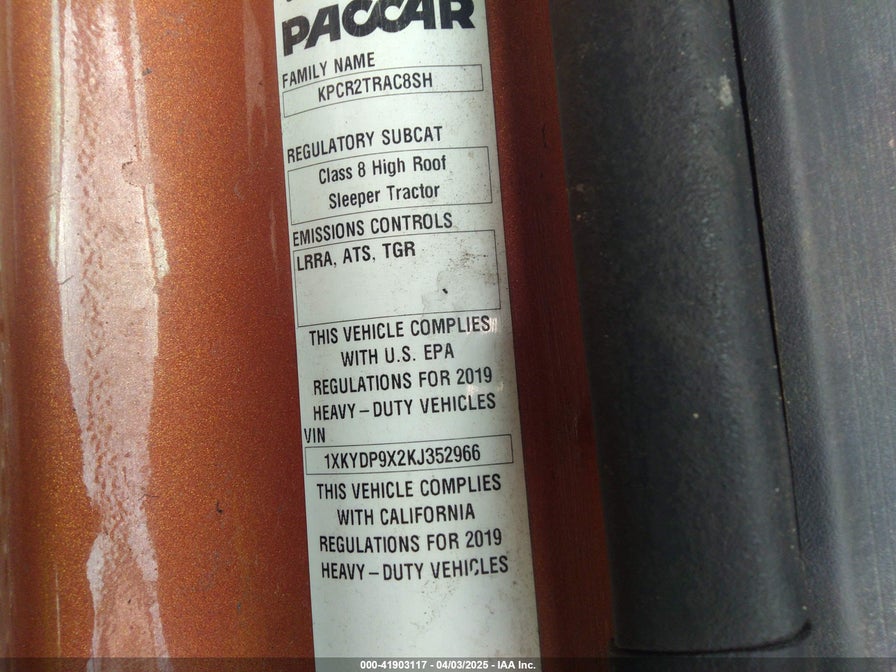 PACCAR
FAMILY NAME
KPCR2TRAC8SH
REGULATORY SUBCAT
Class 8 High Roof
Sleeper Tractor
EMISSIONS CONTROLS
LRRA, ATS, TGR
THIS VEHICLE COMPLIES
WITH U.S. EPA
REGULATIONS FOR 2019
HEAVY-DUTY VEHICLES
VIN
1XKYDP9X2KJ352966
THIS VEHICLE COMPLIES
WITH CALIFORNIA
REGULATIONS FOR 2019
HEAVY-DUTY VEHICLES
000-41903117 - 04/03/2025 - IAA Inc.